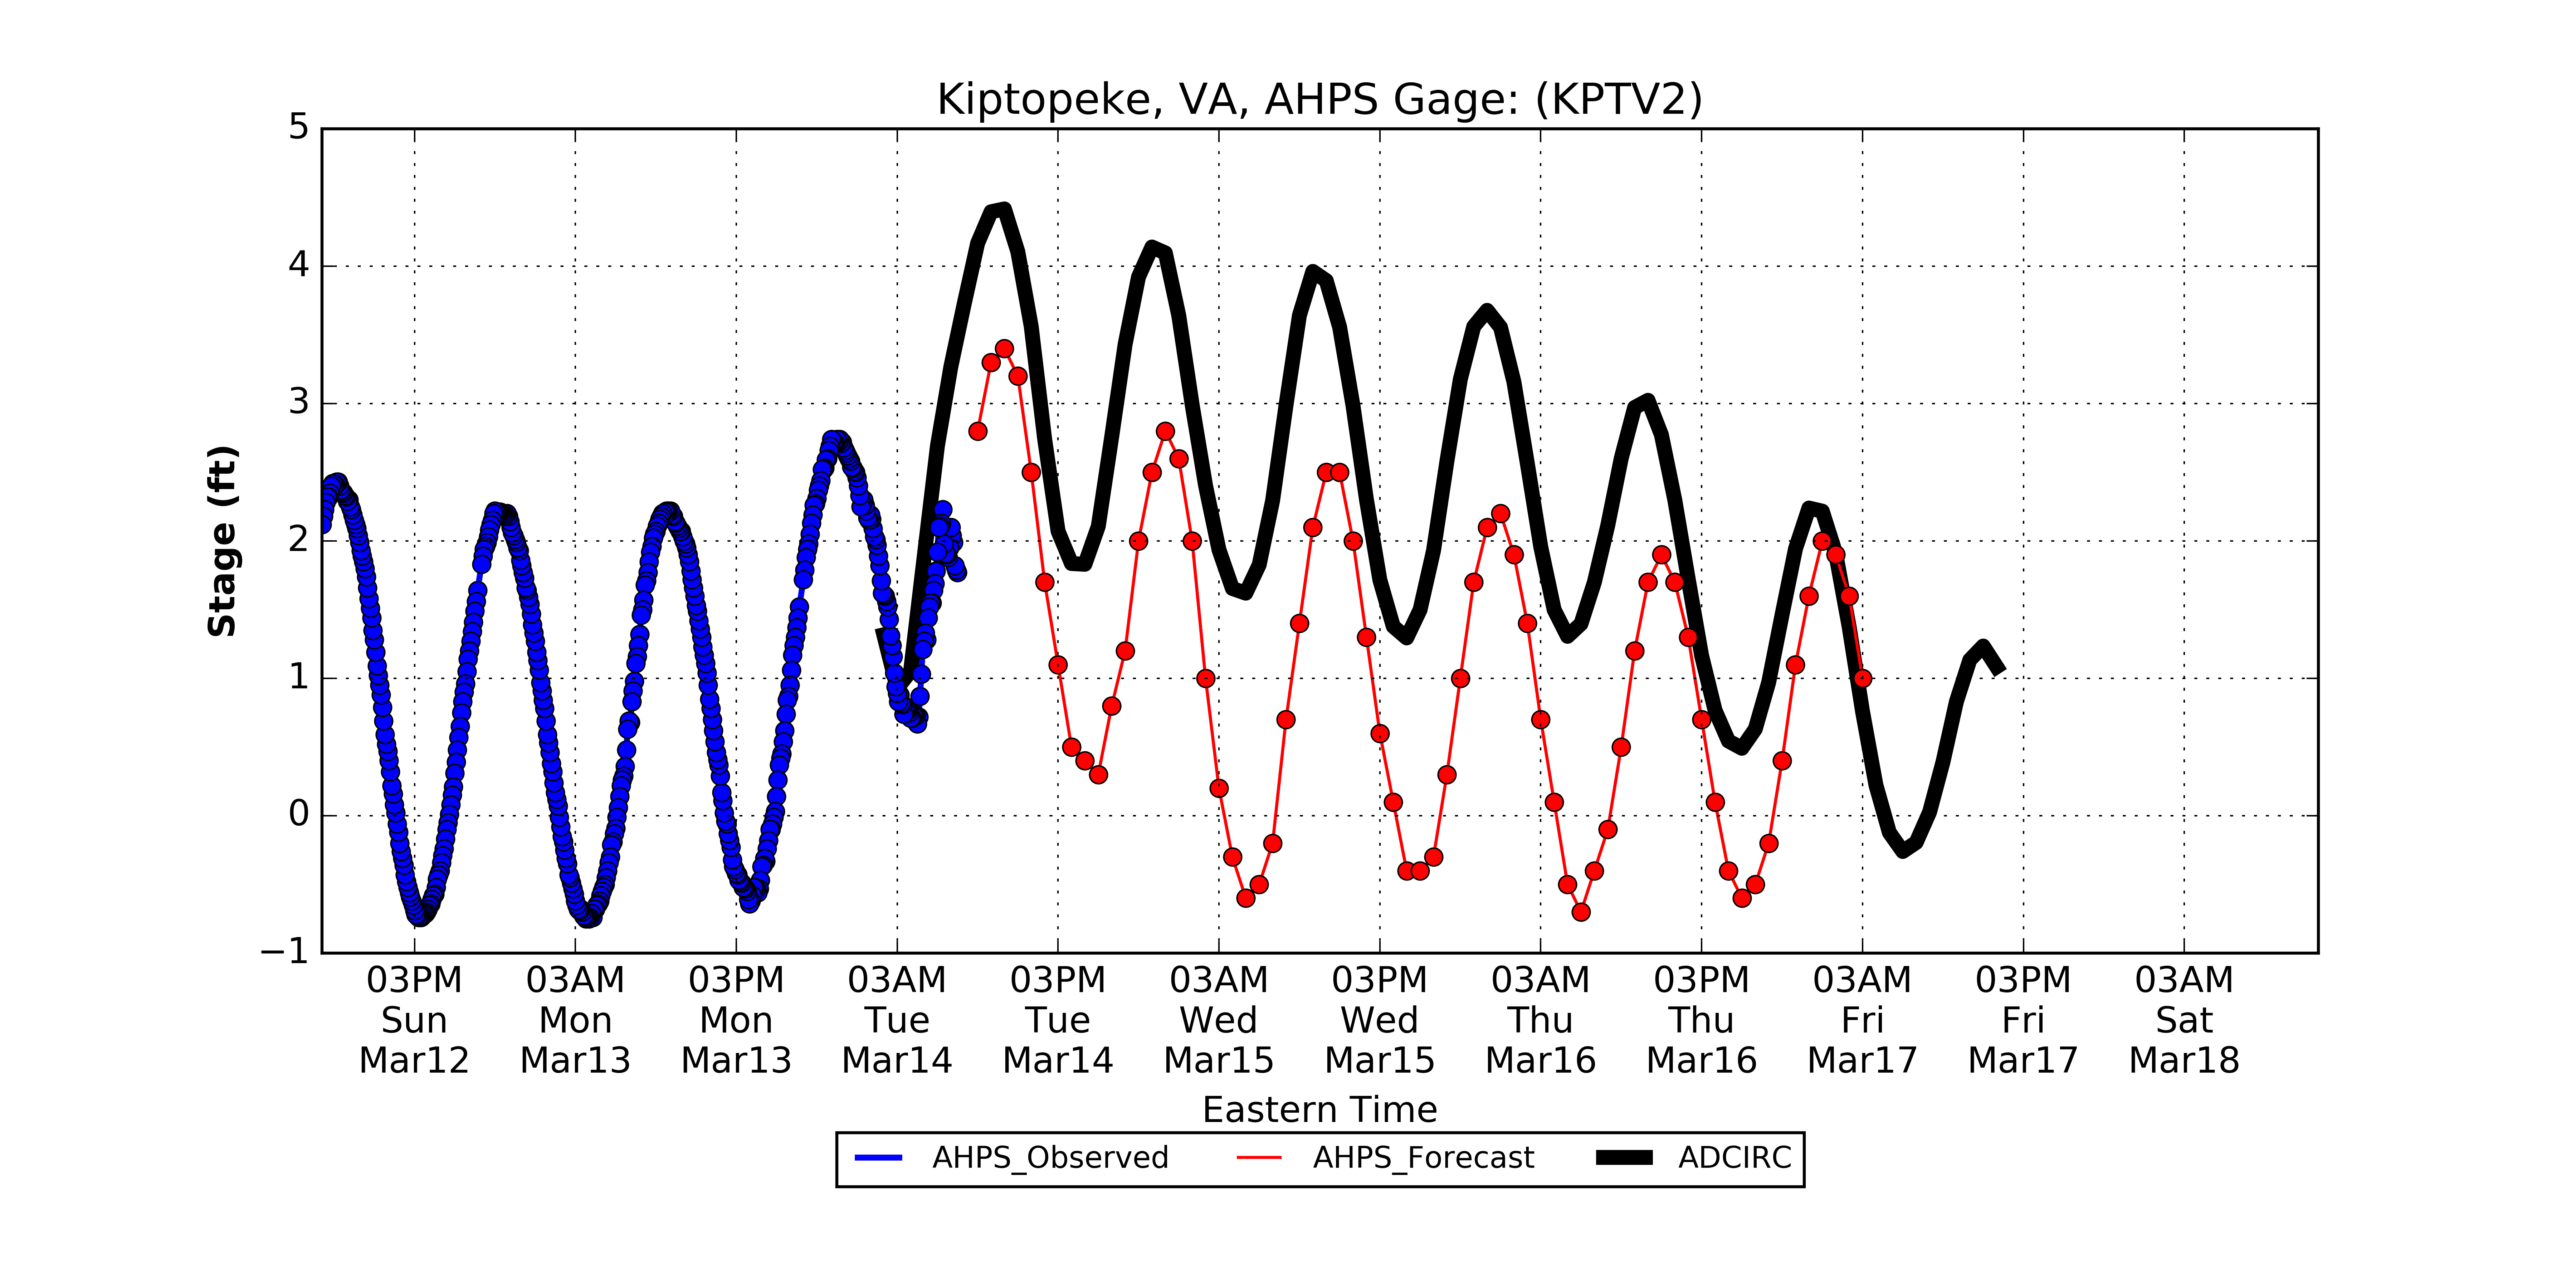 Kiptopeke, VA, AHPS Gage: (KPTV2)
5
4
3
2
1
0
−1
Stage (ft)
03PM 03AM 03PM 03AM 03PM 03AM 03PM 03AM 03PM 03AM 03PM 03AM
Sun Mon Mon Tue Tue Wed Wed Thu Thu Fri Fri Sat
Mar12 Mar13 Mar13 Mar14 Mar14 Mar15 Mar15 Mar16 Mar16 Mar17 Mar17 Mar18
Eastern Time
AHPS_Observed AHPS_Forecast ADCIRC